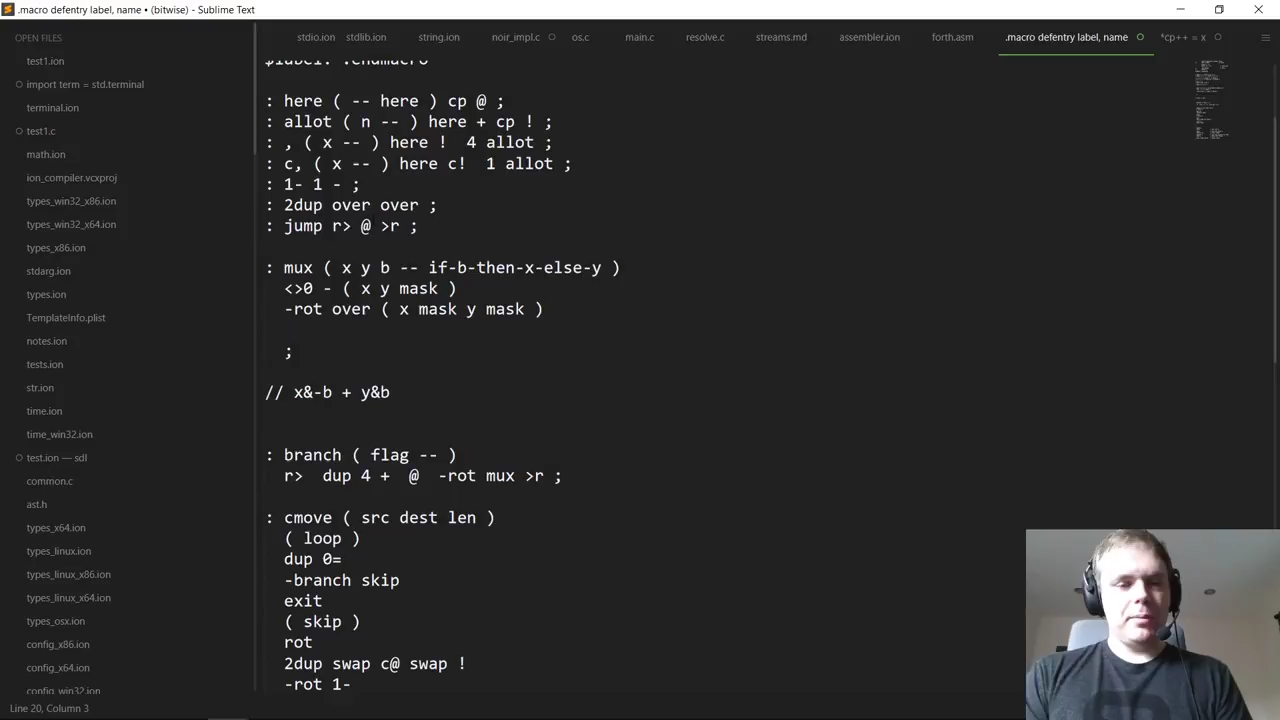 .macro defentry label, name • (bitwise) - Sublime Text
OPEN FILES
test1.ion
import term = std.terminal
terminal.ion
test1.c
math.ion
ion_compiler.vcxproj
types_win32_x86.ion
types_win32_x64.ion
types_x86.ion
stdarg.ion
types.ion
TemplateInfo.plist
notes.ion
tests.ion
str.ion
time.ion
time_win32.ion
test.ion — sdl
common.c
ast.h
types_x64.ion
types_linux.ion
types_linux_x86.ion
types_linux_x64.ion
types_osx.ion
config_x86.ion
config_x64.ion
config_win32.ion
stdio.ion stdlib.ion string.ion noir_impl.c os.c main.c resolve.c streams.md assembler.ion forth.asm .macro defentry label, name *cp++ = x
$label: .endmacro
: here ( -- here ) cp @ ;
: allot ( n -- ) here + cp ! ;
: , ( x -- ) here !  4 allot ;
: c, ( x -- ) here c!  1 allot ;
: 1- 1 - ;
: 2dup over over ;
: jump r> @ >r ;
: mux ( x y b -- if-b-then-x-else-y )
<>0 - ( x y mask )
-rot over ( x mask y mask )
;
// x&-b + y&b
: branch ( flag -- )
r>  dup 4 +  @  -rot mux >r ;
: cmove ( src dest len )
( loop )
dup 0=
-branch skip
exit
( skip )
rot
2dup swap c@ swap !
-rot 1-
Line 20, Column 3